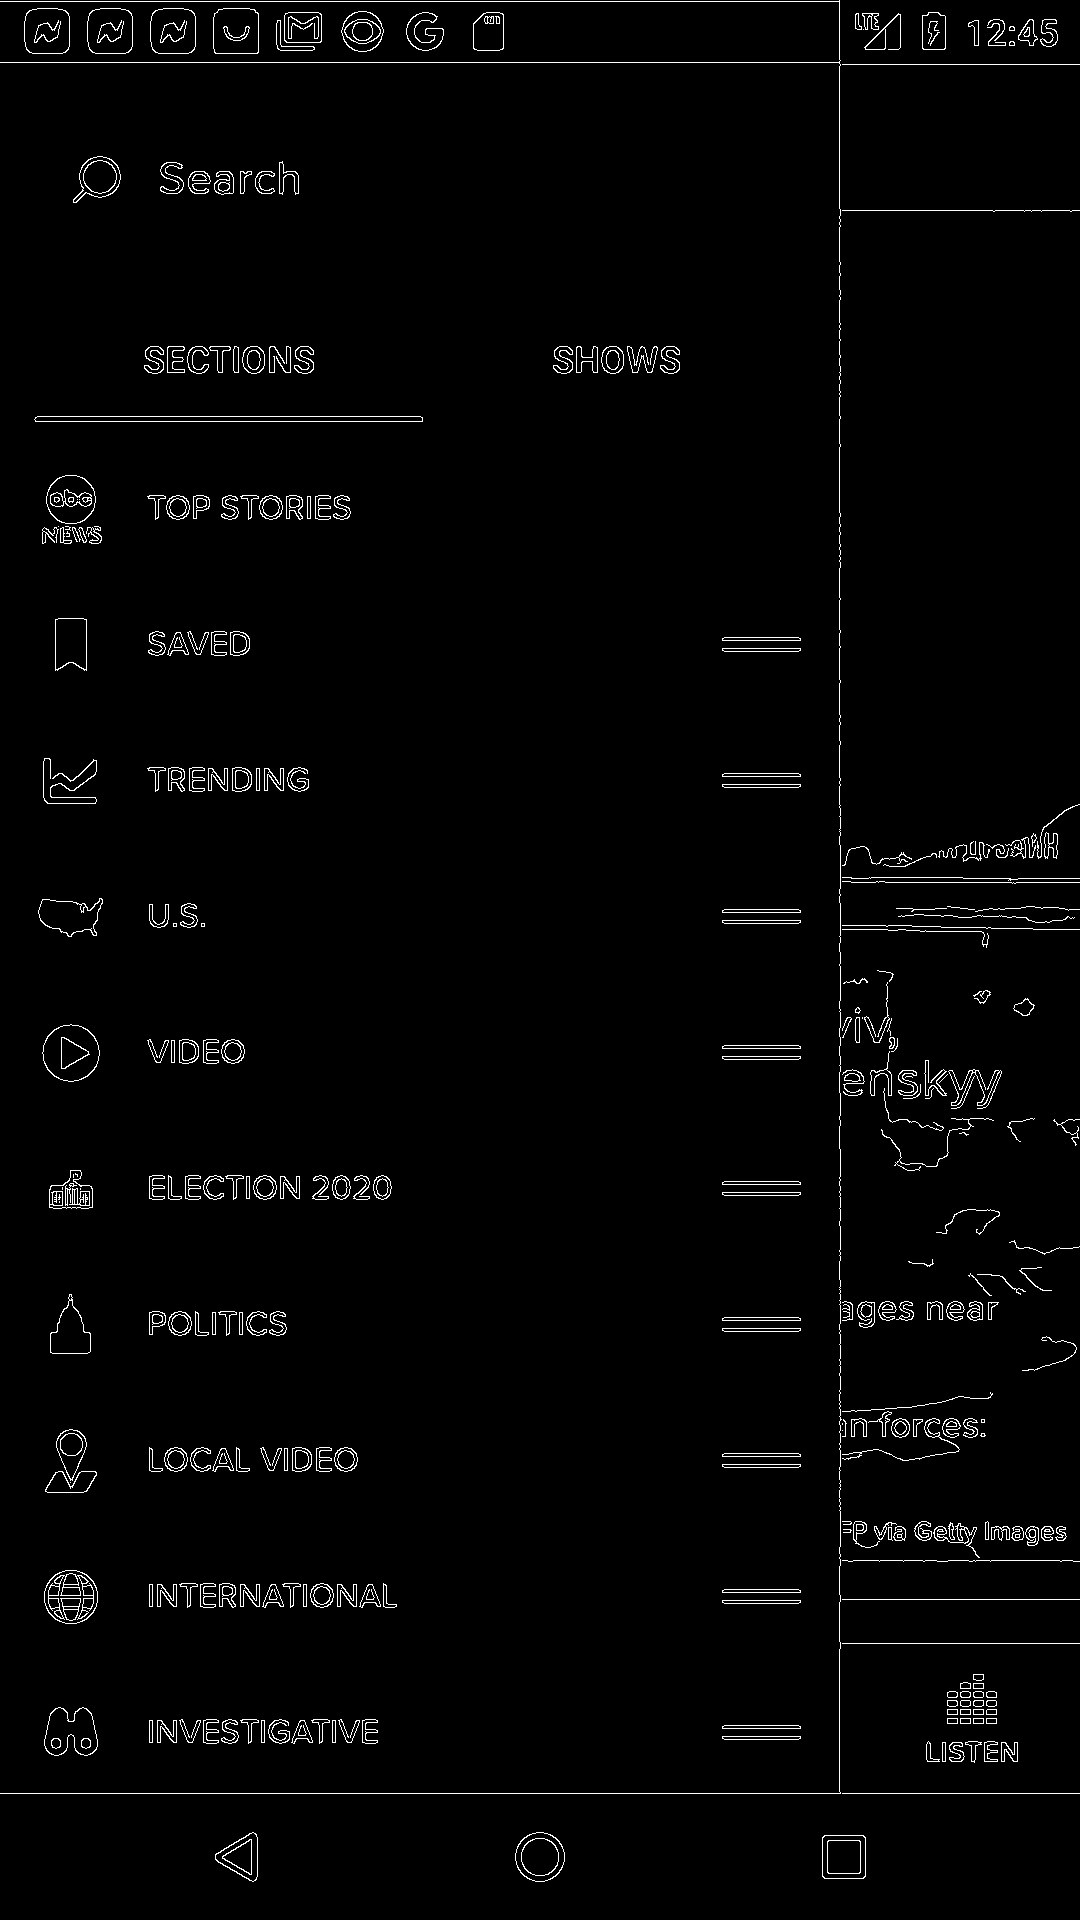 LTE 12:45
Search
SECTIONS SHOWS
abc
NEWS
TOP STORIES
SAVED
TRENDING
U.S.
VIDEO
viv,
enskyy
ELECTION 2020
POLITICS
ages near
LOCAL VIDEO
an forces:
FP via Getty Images
INTERNATIONAL
INVESTIGATIVE
LISTEN